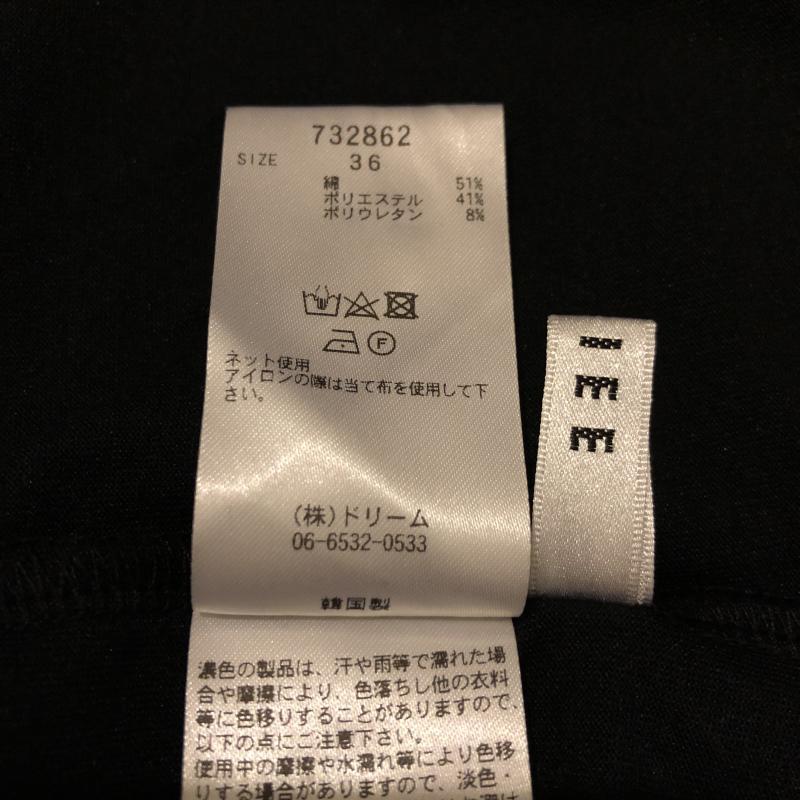 732862
SIZE 36
綿 51%
ポリエステル 41%
ポリウレタン 8%
F
ネット使用
アイロンの際は当て布を使用して下
さい。
(株)ドリーム
06-6532-0533
韓国製
濃色の製品は、汗や雨等で濡れた場
合や摩擦により、色落ちし他の衣料
等に色移りすることがありますので、
以下の点にご注意下さい。
使用中の摩擦や水濡れ等により色移
りする場合がありますので、淡色・